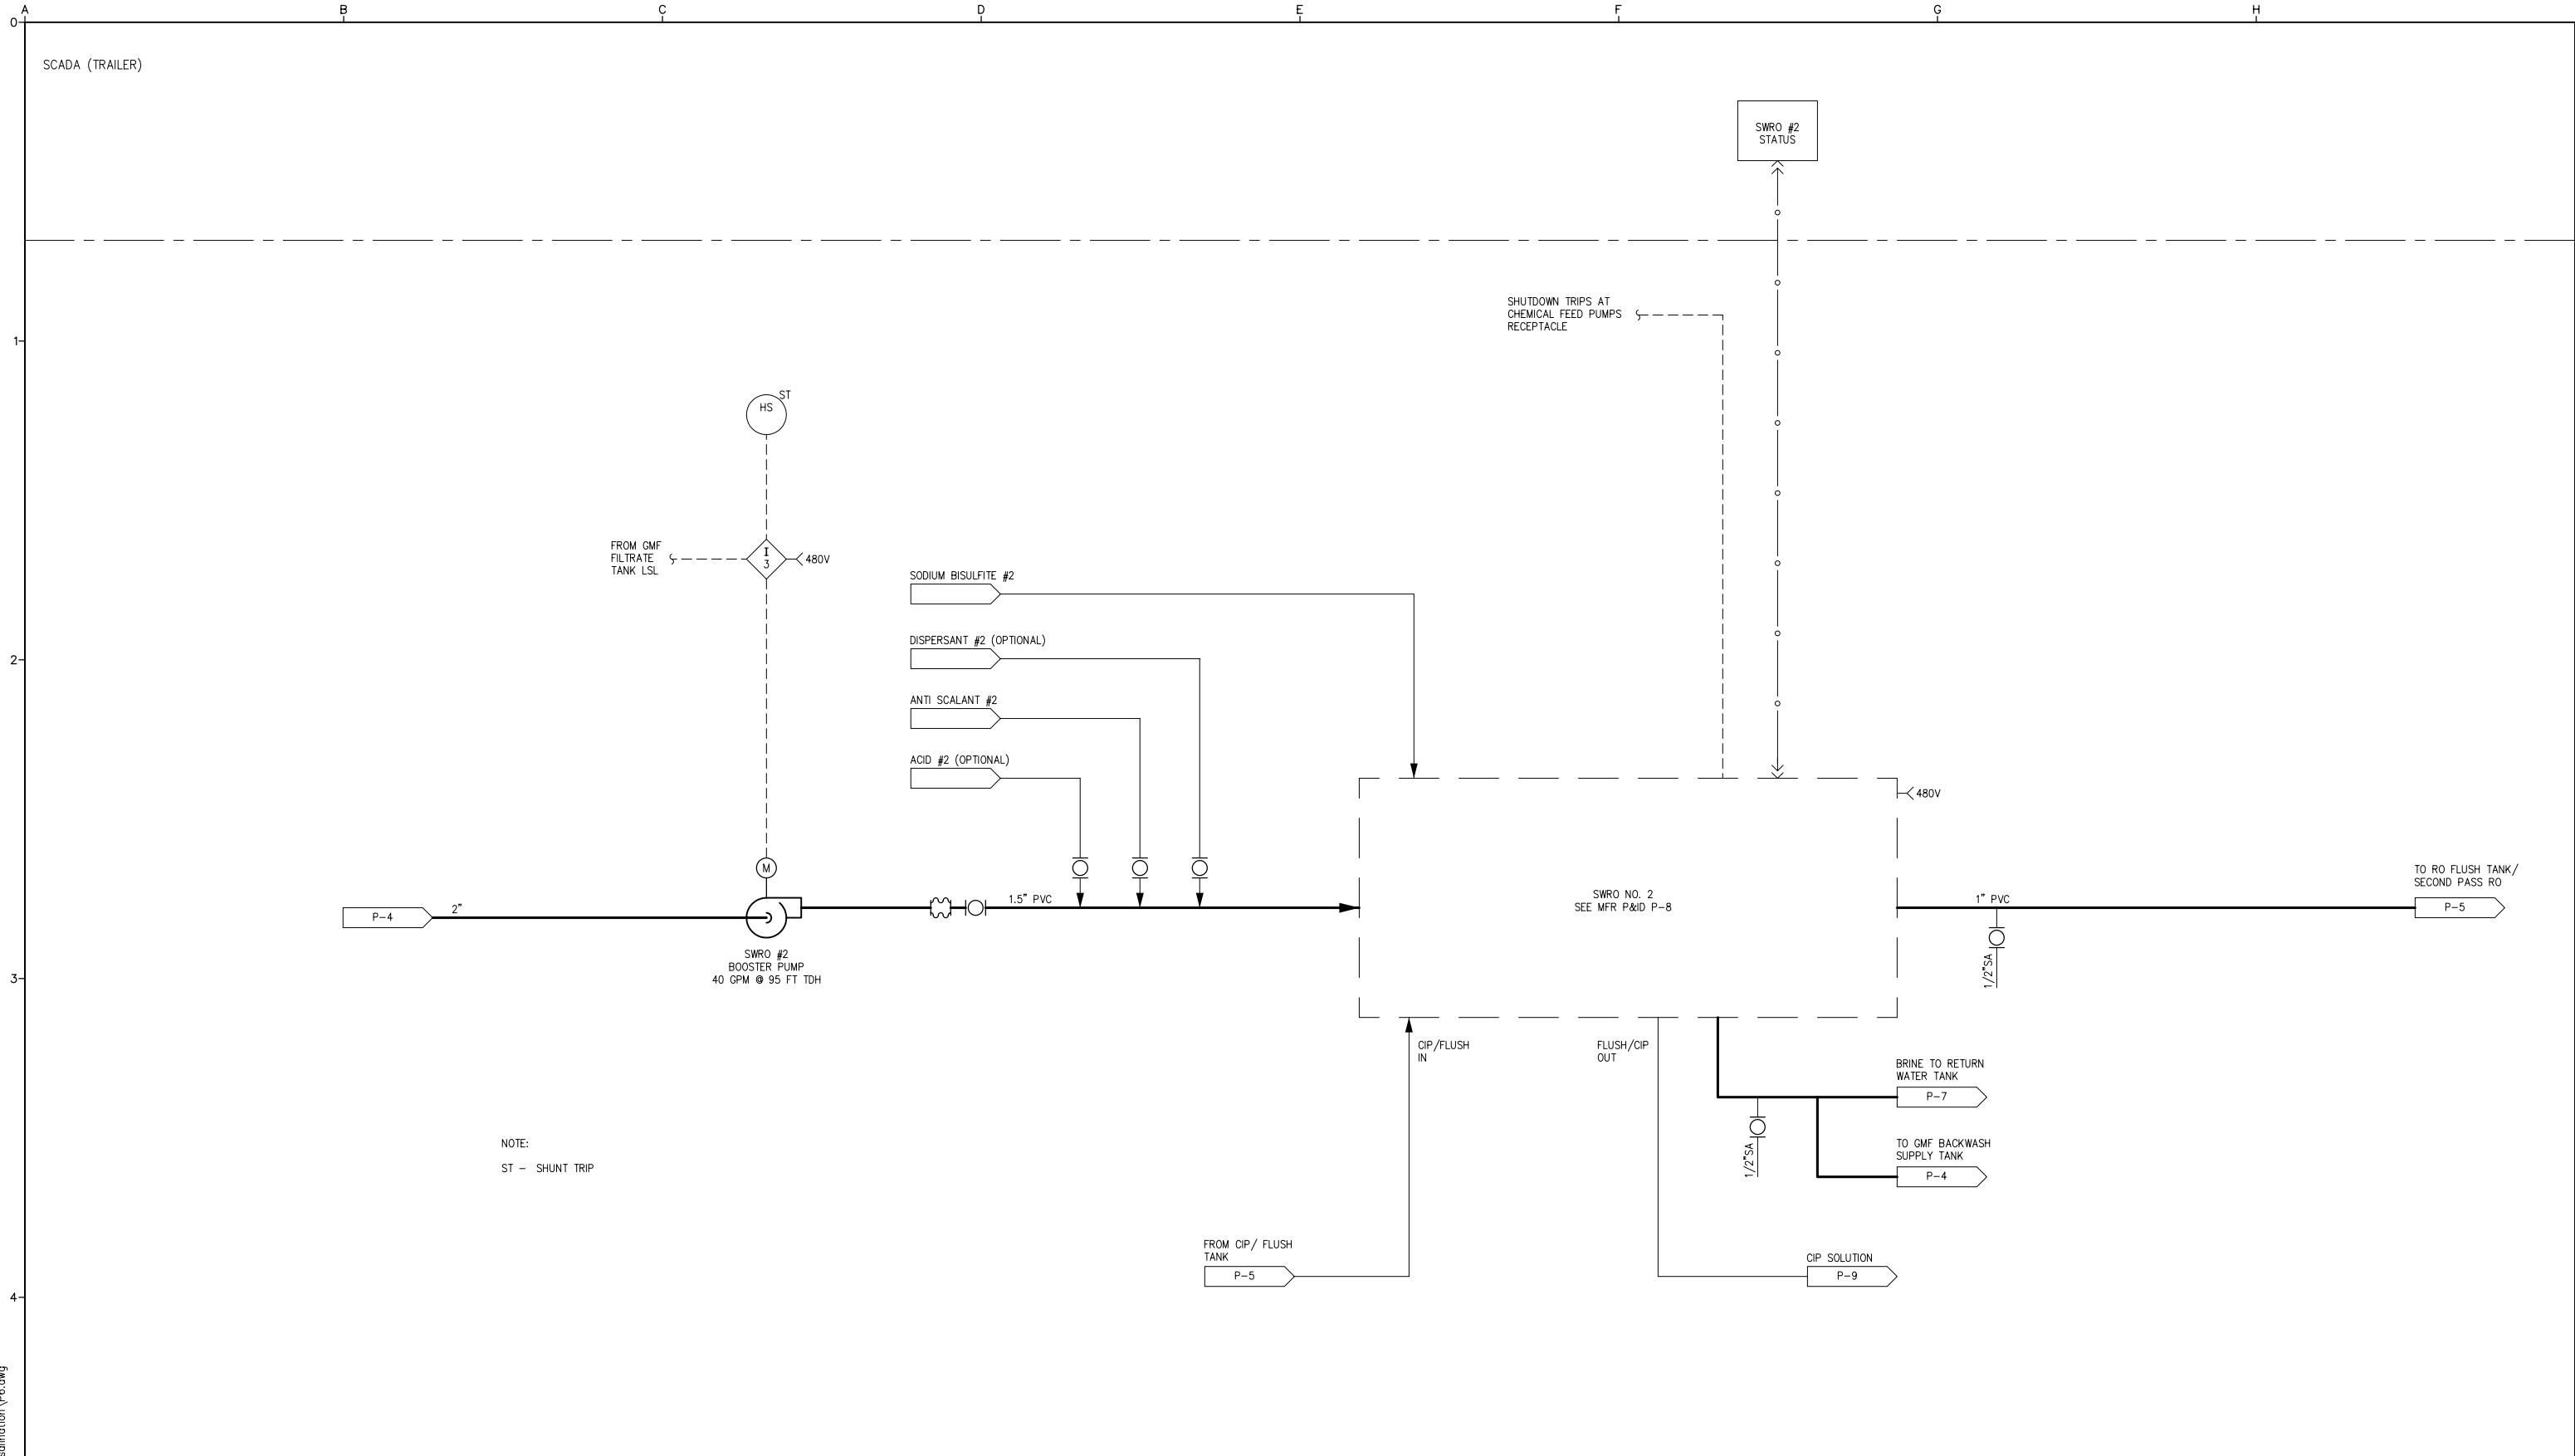 A B C D E F G H
0
SCADA (TRAILER)
SWRO #2
STATUS
SHUTDOWN TRIPS AT
CHEMICAL FEED PUMPS
RECEPTACLE
1
ST
HS
FROM GMF
FILTRATE
TANK LSL
I
3
480V
SODIUM BISULFITE #2
DISPERSANT #2 (OPTIONAL)
2
ANTI SCALANT #2
ACID #2 (OPTIONAL)
480V
M
P-4
2"
1.5" PVC
SWRO NO. 2
SEE MFR P&ID P-8
1" PVC
TO RO FLUSH TANK/
SECOND PASS RO
P-5
SWRO #2
BOOSTER PUMP
40 GPM @ 95 FT TDH
1/2"SA
3
CIP/FLUSH
IN
FLUSH/CIP
OUT
BRINE TO RETURN
WATER TANK
P-7
1/2"SA
TO GMF BACKWASH
SUPPLY TANK
P-4
NOTE:
ST - SHUNT TRIP
FROM CIP/ FLUSH
TANK
P-5
CIP SOLUTION
P-9
4